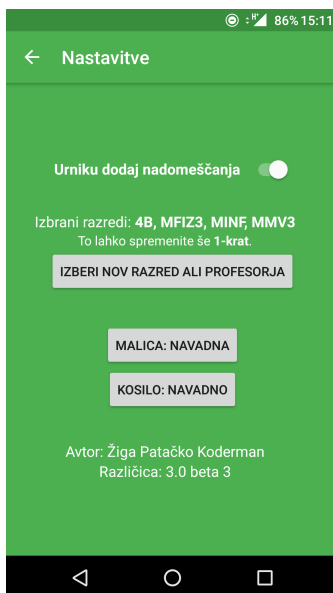 H+ 86% 15:11
Nastavitve
Urniku dodaj nadomeščanja
Izbrani razredi: 4B, MFIZ3, MINF, MMV3
To lahko spremenite še 1-krat.
IZBERI NOV RAZRED ALI PROFESORJA
MALICA: NAVADNA
KOSILO: NAVADNO
Avtor: Žiga Patačko Koderman
Različica: 3.0 beta 3